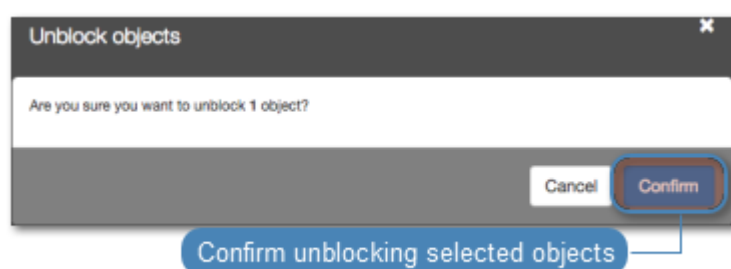 Unblock objects
Are you sure you want to unblock 1 object?
Cancel Confirm
Confirm unblocking selected objects